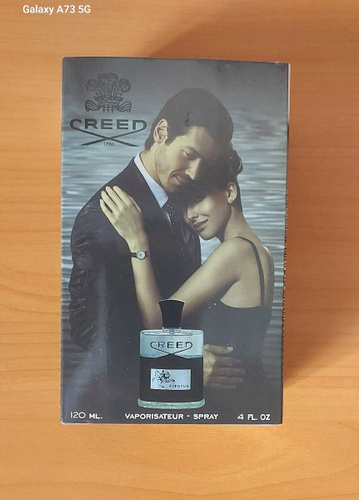 Galaxy A73 5G
CREED
1760
CREED
AVENTUS
120 ML.
VAPORISATEUR - SPRAY
4 FL. OZ